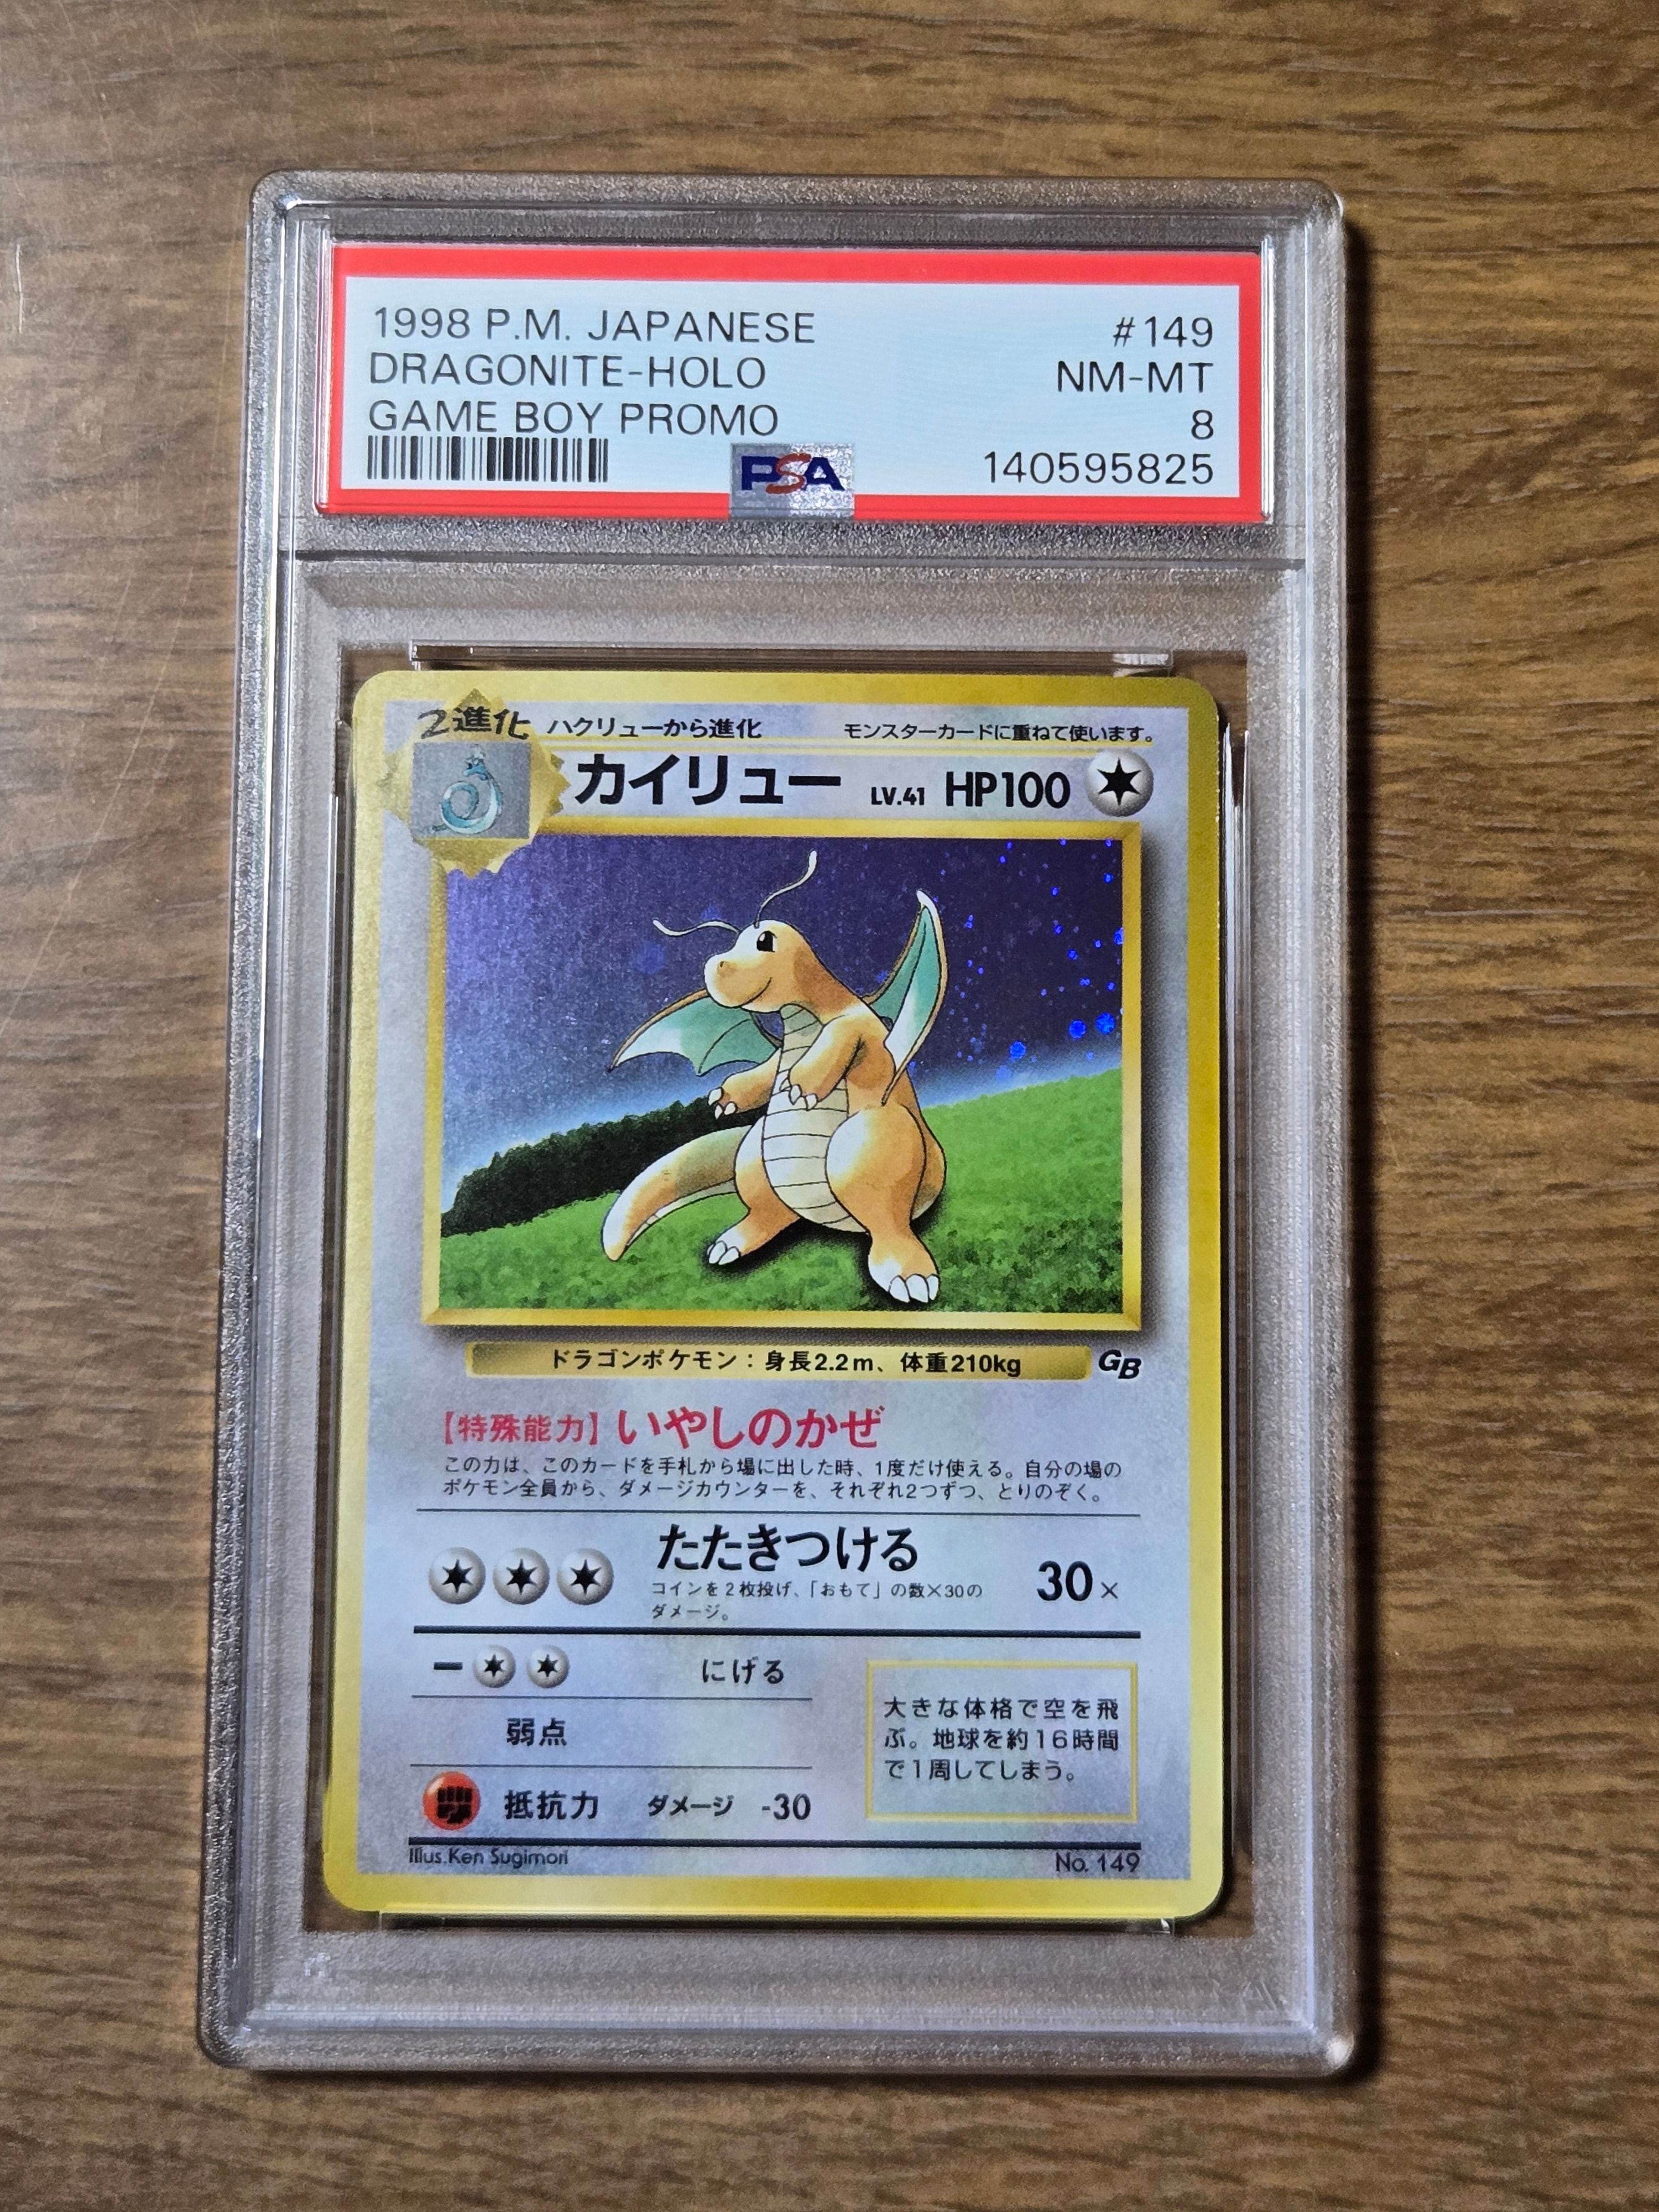 1998 P.M. JAPANESE #149
DRAGONITE-HOLO NM-MT
GAME BOY PROMO 8
PSA 140595825
2進化 ハクリューから進化 モンスターカードに重ねて使います。
カイリュー LV.41 HP100
ドラゴンポケモン：身長2.2m、体重210kg GB
【特殊能力】いやしのかぜ
この力は、このカードを手札から場に出した時、1度だけ使える。自分の場の
ポケモン全員から、ダメージカウンターを、それぞれ2つずつ、とりのぞく。
たたきつける 30×
コインを2枚投げ、「おもて」の数×30の
ダメージ。
ー にげる
弱点
抵抗力 ダメージ -30
大きな体格で空を飛
ぶ。地球を約16時間
で1周してしまう。
Illus.Ken Sugimori No. 149